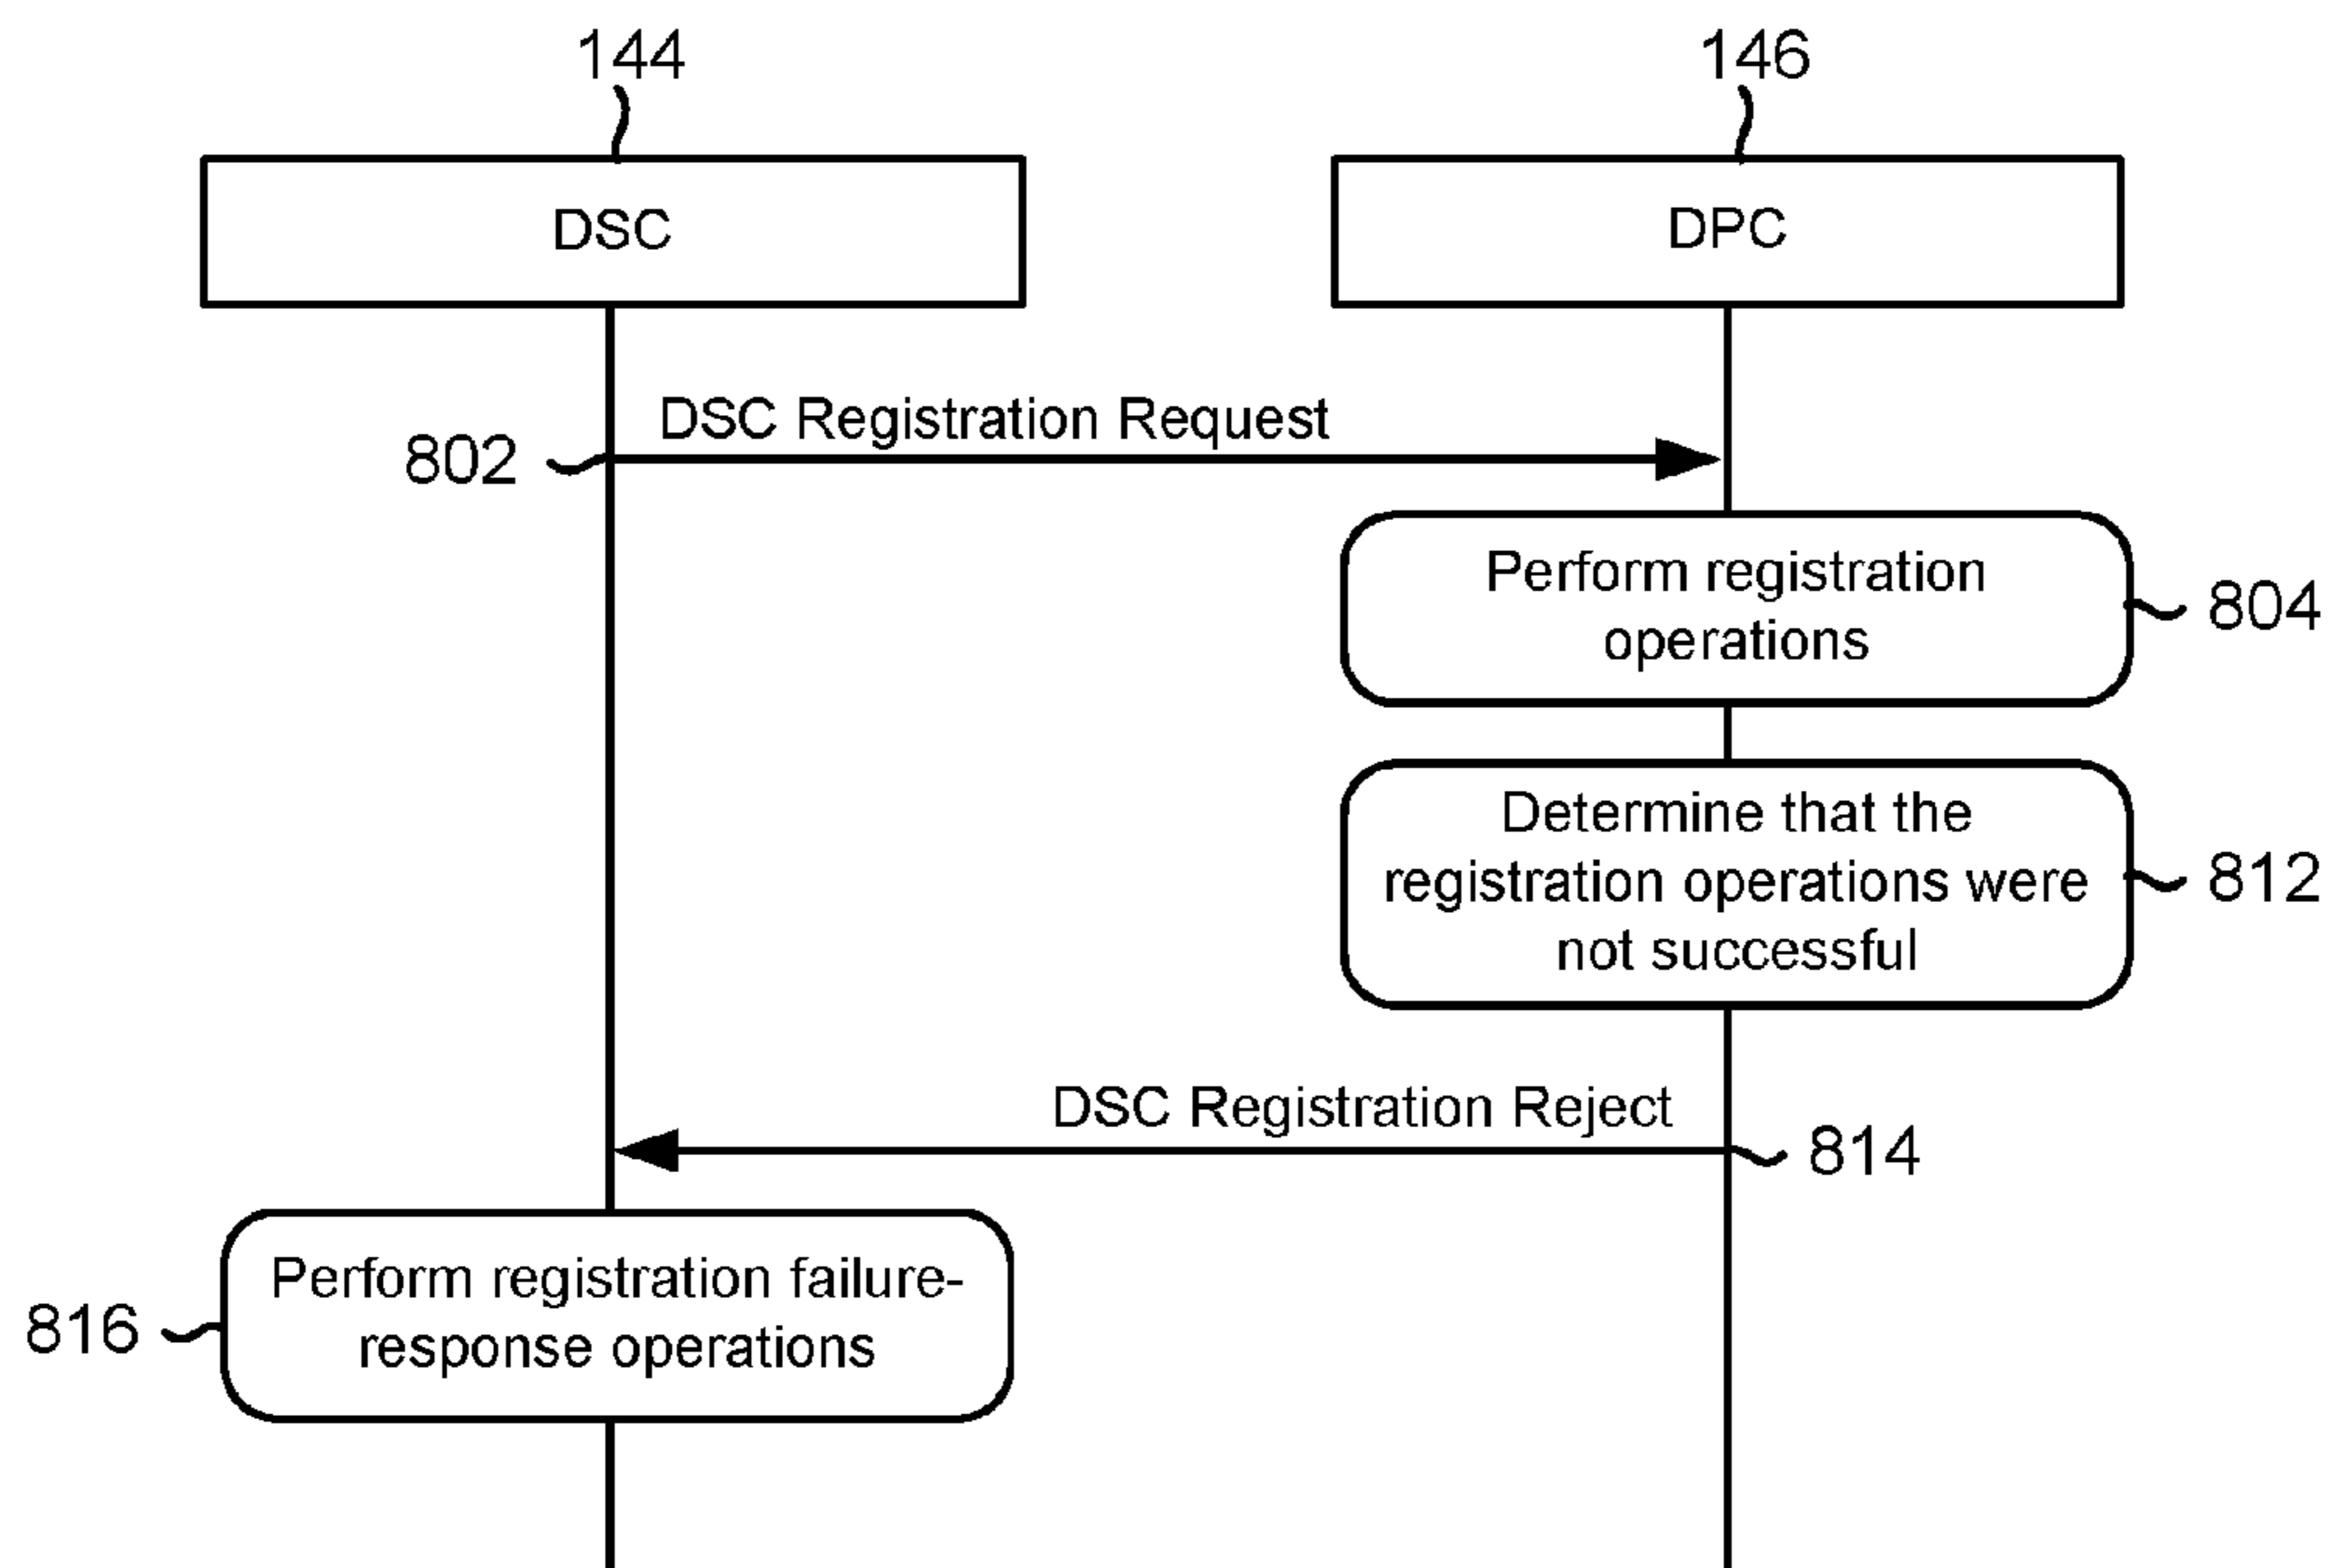 144
146
DSC
DPC
DSC Registration Request
802
Perform registration
operations
804
Determine that the
registration operations were
not successful
812
DSC Registration Reject
814
Perform registration failure-
response operations
816